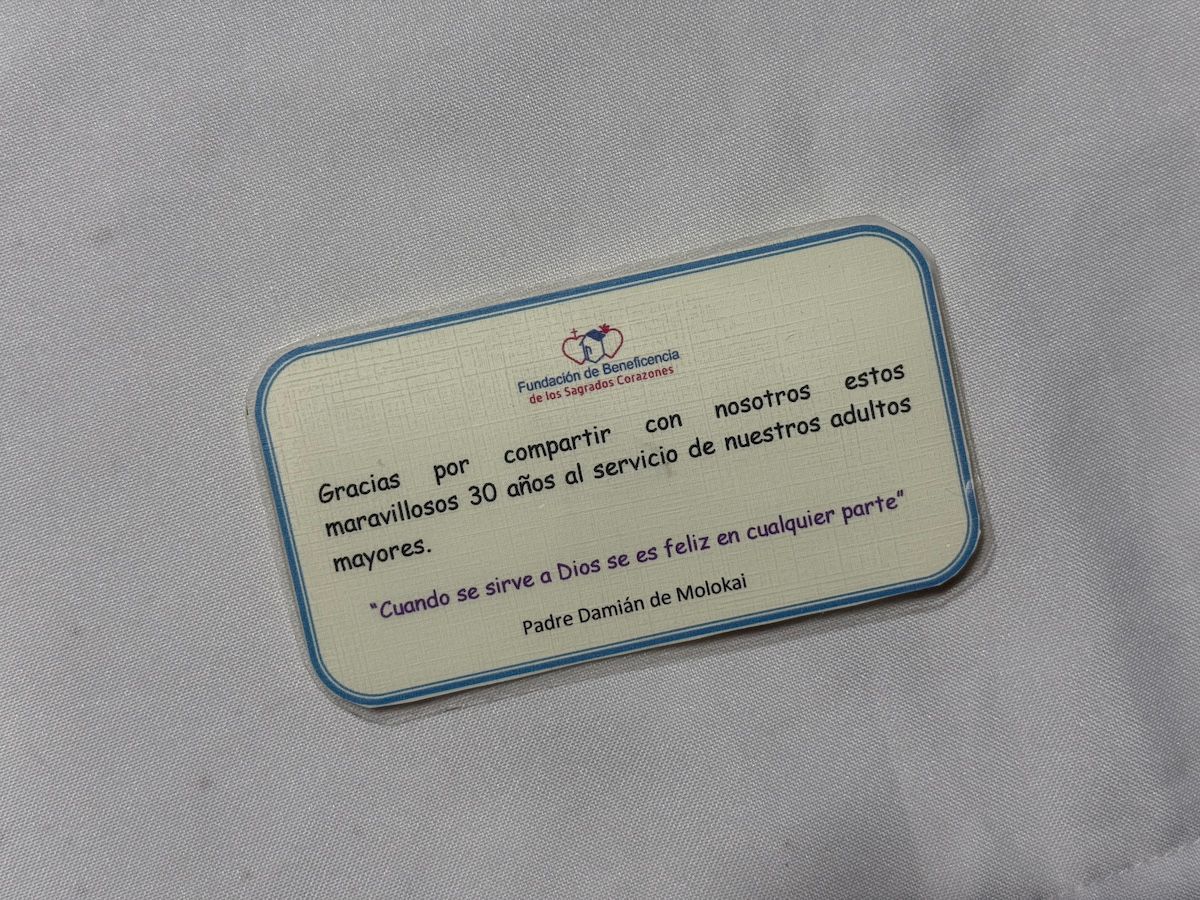 Fundación de Beneficencia
de los Sagrados Corazones
Gracias por compartir con nosotros estos
maravillosos 30 años al servicio de nuestros adultos
mayores.
“Cuando se sirve a Dios se es feliz en cualquier parte”
Padre Damián de Molokai